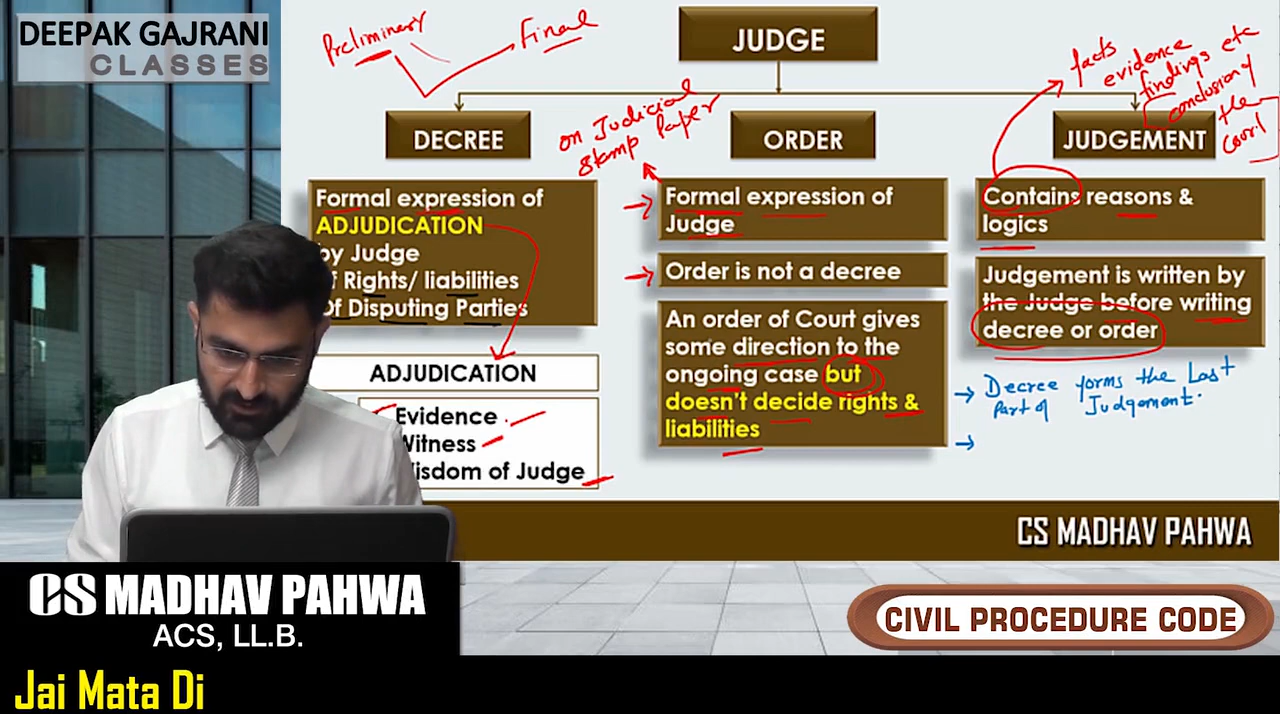 DEEPAK GAJRANI
CLASSES
Preliminary
Final
JUDGE
facts
evidence
findings etc
conclusion of
the
court
DECREE
on Judicial
Stamp Paper
ORDER
JUDGEMENT
Formal expression of
ADJUDICATION
by Judge
f Rights/ liabilities
Of Disputing Parties
ADJUDICATION
Evidence
Witness
isdom of Judge
Formal expression of
Judge
Order is not a decree
An order of Court gives
some direction to the
ongoing case but
doesn't decide rights &
liabilities
Contains reasons &
logics
Judgement is written by
the Judge before writing
decree or order
Decree forms the Last
Part of Judgement.
CS MADHAV PAHWA
CS MADHAV PAHWA
ACS, LL.B.
CIVIL PROCEDURE CODE
Jai Mata Di